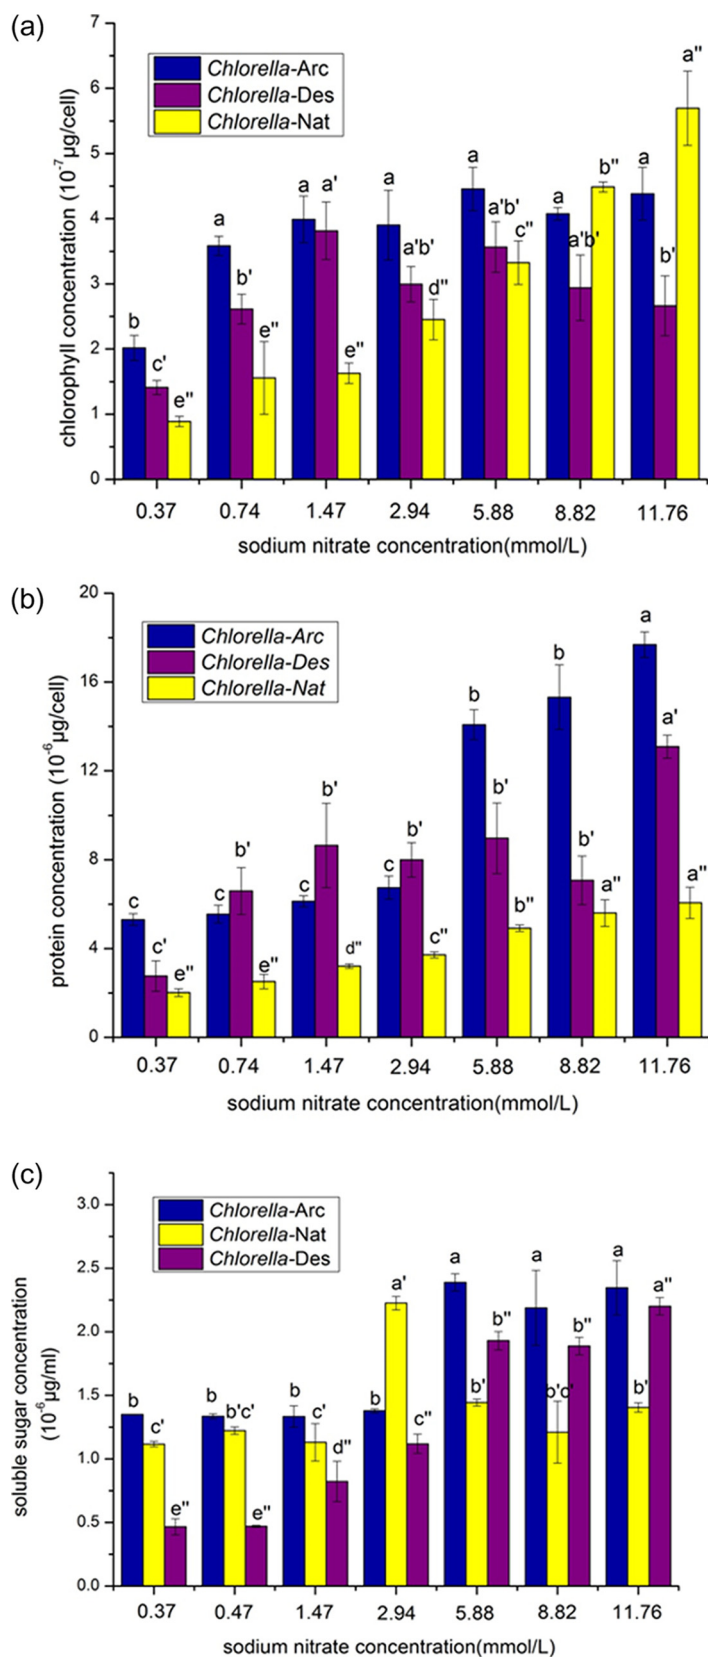 (a)
7
6
5
4
3
2
1
0
chlorophyll concentration (10⁻⁷μg/cell)
Chlorella-Arc
Chlorella-Des
Chlorella-Nat
b c' e''
a b' e''
a a' e''
a a'b' d''
a a'b' c''
a a'b' b''
a b' a''
0.37 0.74 1.47 2.94 5.88 8.82 11.76
sodium nitrate concentration(mmol/L)
(b)
20
16
12
8
4
0
protein concentration (10⁻⁶μg/cell)
Chlorella-Arc
Chlorella-Des
Chlorella-Nat
c c' e''
c b' e''
c b' d''
c b' c''
b b' b''
b b' a''
a a' a''
0.37 0.74 1.47 2.94 5.88 8.82 11.76
sodium nitrate concentration(mmol/L)
(c)
3.0
2.5
2.0
1.5
1.0
0.5
0.0
soluble sugar concentration
(10⁻⁶μg/ml)
Chlorella-Arc
Chlorella-Nat
Chlorella-Des
b c' e''
b b'c' e''
b c' d''
b a' c''
a b' b''
a b'c' b''
a b' a''
0.37 0.47 1.47 2.94 5.88 8.82 11.76
sodium nitrate concentration(mmol/L)